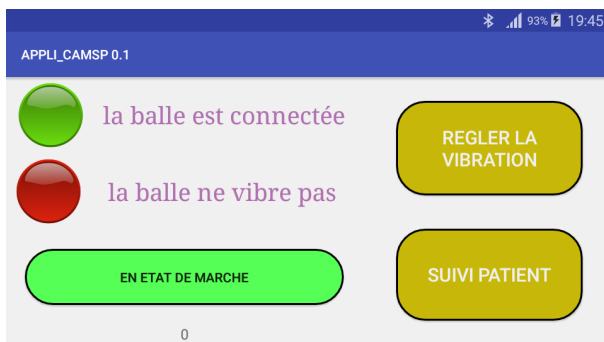 93% 19:45
APPLI_CAMSP 0.1
la balle est connectée
REGLER LA
VIBRATION
la balle ne vibre pas
EN ETAT DE MARCHE
SUIVI PATIENT
0